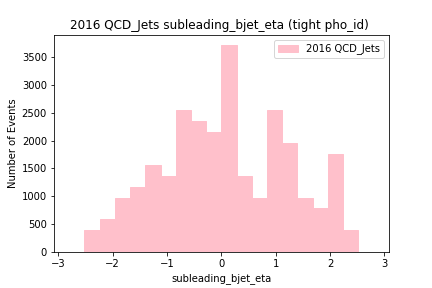 2016 QCD_Jets subleading_bjet_eta (tight pho_id)
2016 QCD_Jets
Number of Events
3500
3000
2500
2000
1500
1000
500
0
−3 −2 −1 0 1 2 3
subleading_bjet_eta